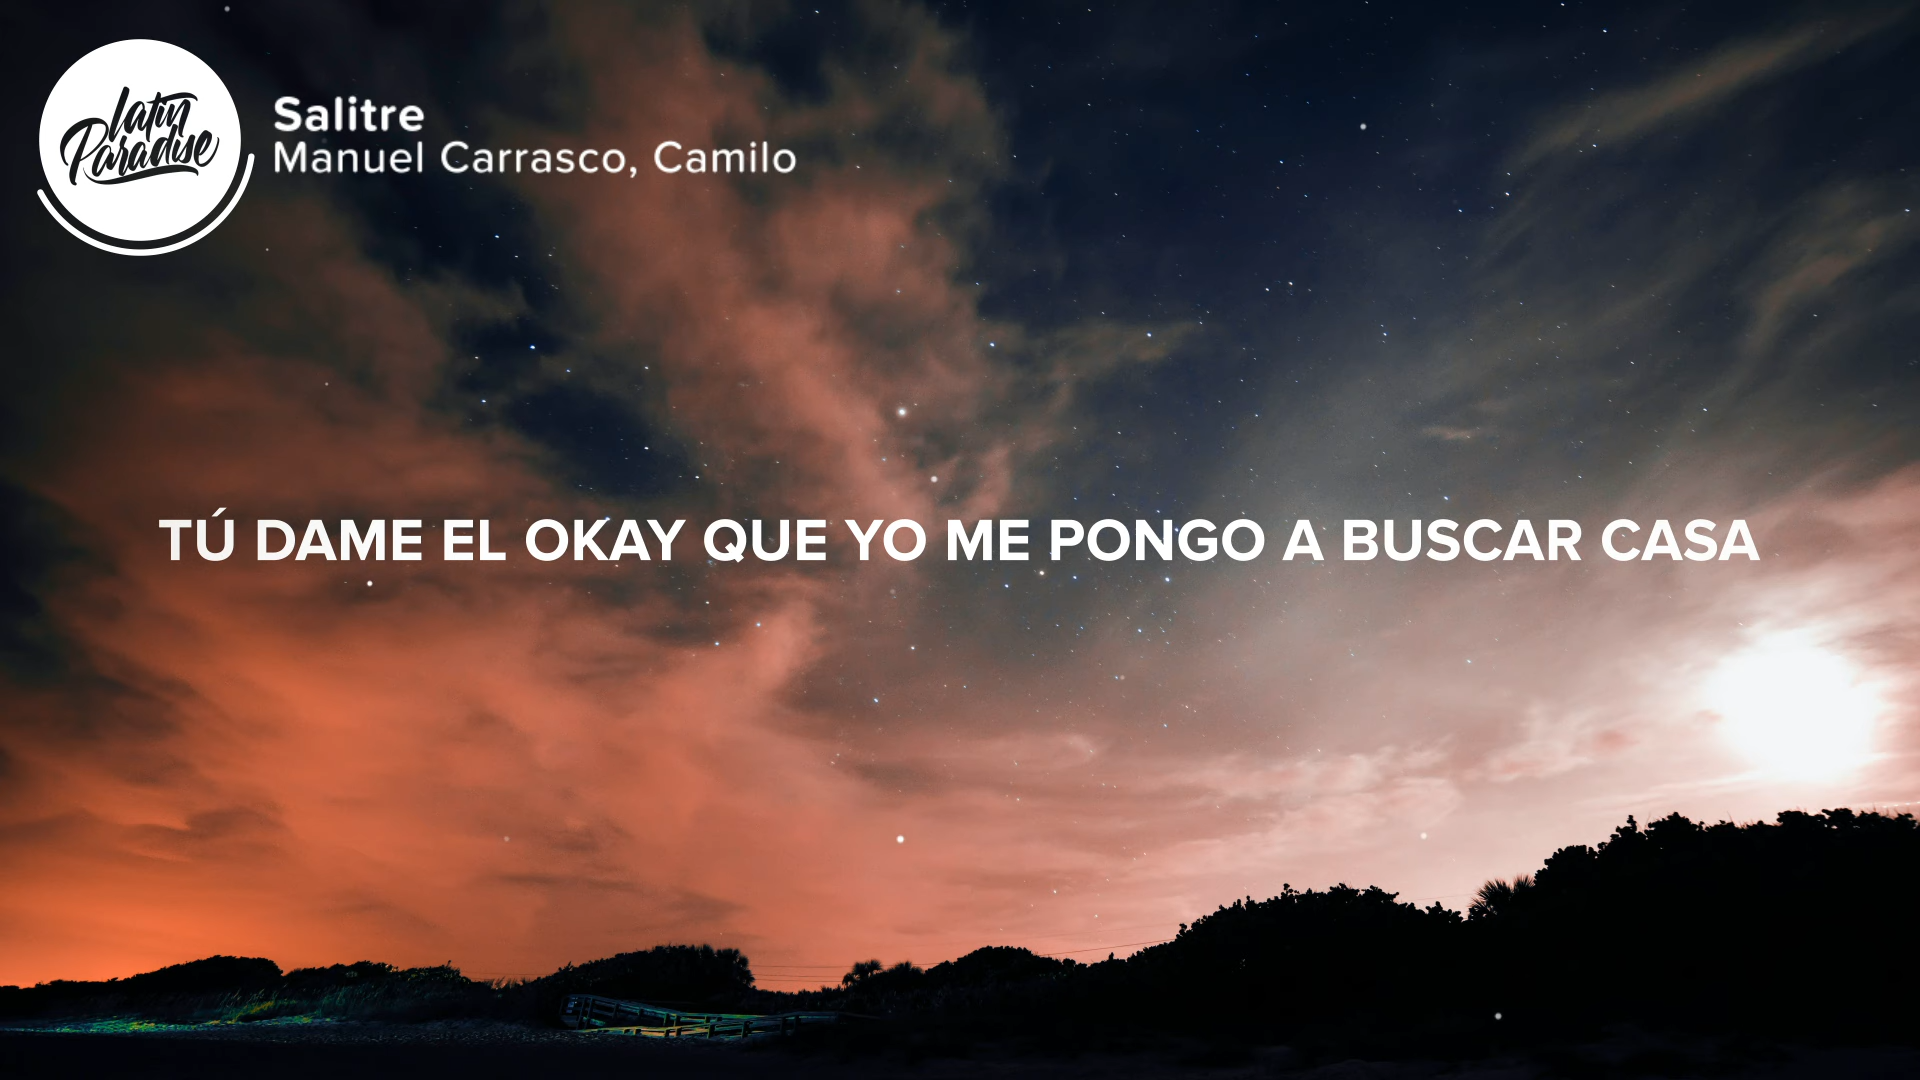 latin
Paradise
Salitre
Manuel Carrasco, Camilo
TÚ DAME EL OKAY QUE YO ME PONGO A BUSCAR CASA